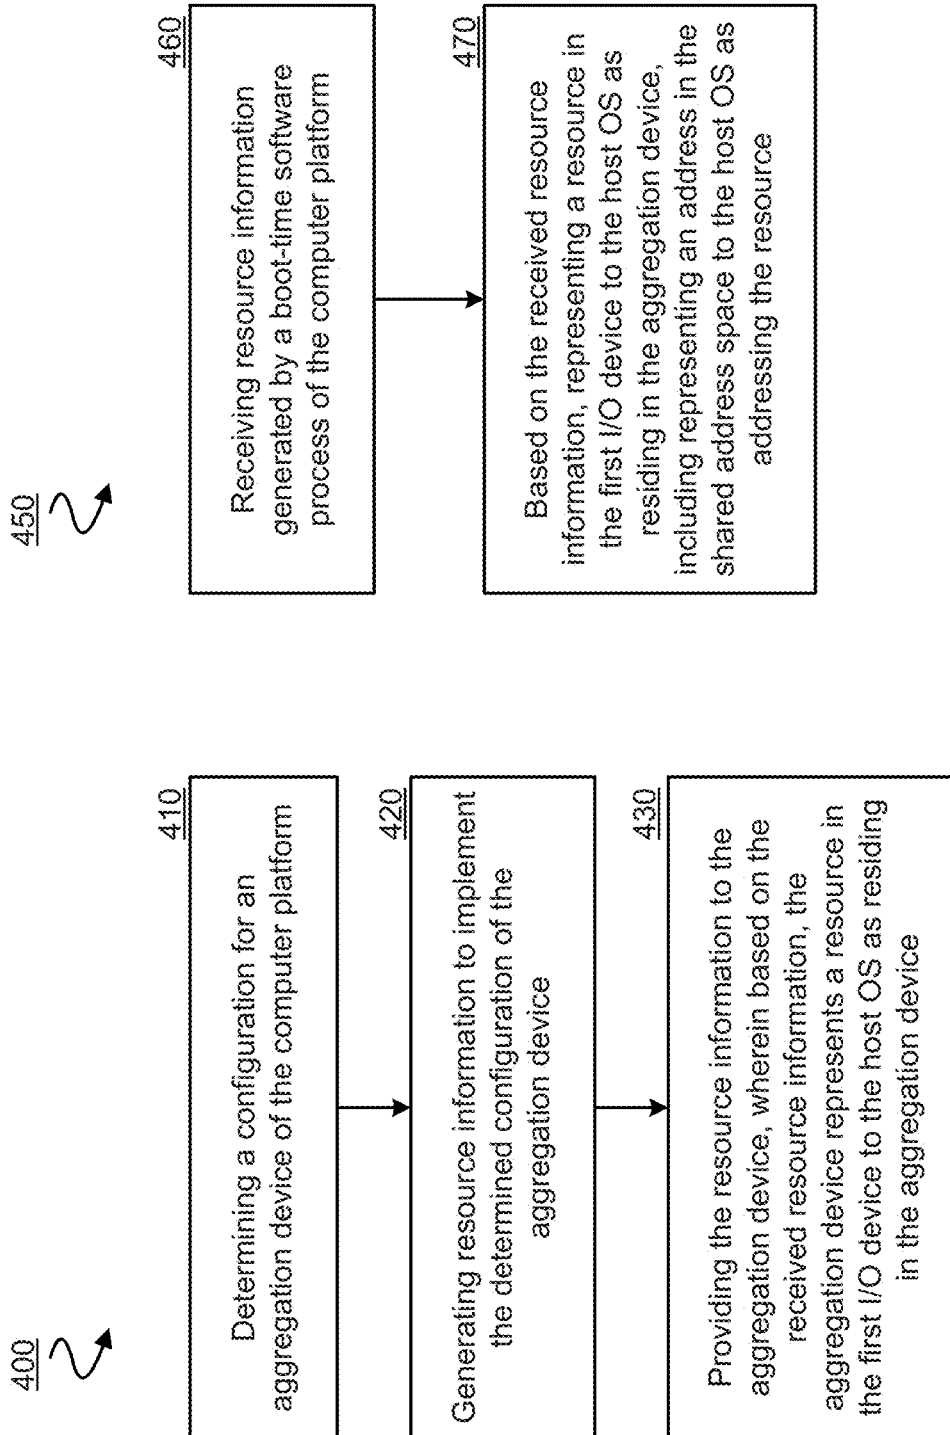 400
410
Determining a configuration for an
aggregation device of the computer platform
420
Generating resource information to implement
the determined configuration of the
aggregation device
430
Providing the resource information to the
aggregation device, wherein based on the
received resource information, the
aggregation device represents a resource in
the first I/O device to the host OS as residing
in the aggregation device
450
460
Receiving resource information
generated by a boot-time software
process of the computer platform
470
Based on the received resource
information, representing a resource in
the first I/O device to the host OS as
residing in the aggregation device,
including representing an address in the
shared address space to the host OS as
addressing the resource